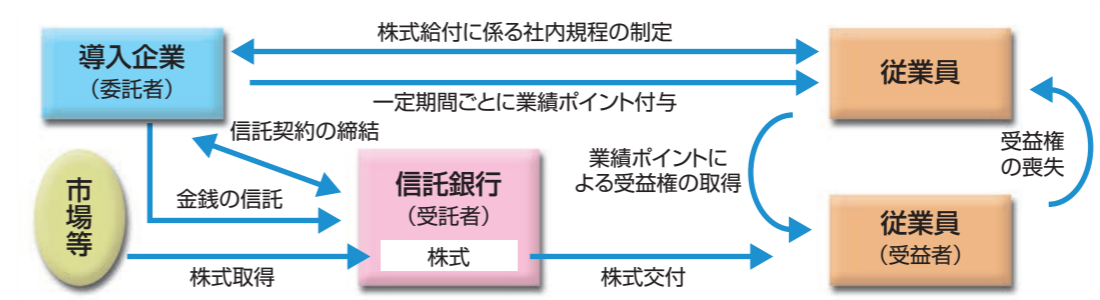 株式給付に係る社内規程の制定
導入企業
（委託者）
従業員
一定期間ごとに業績ポイント付与
信託契約の締結
受益権
の喪失
業績ポイントに
よる受益権の取得
市場等
金銭の信託
信託銀行
（受託者）
株式
従業員
（受益者）
株式取得
株式交付